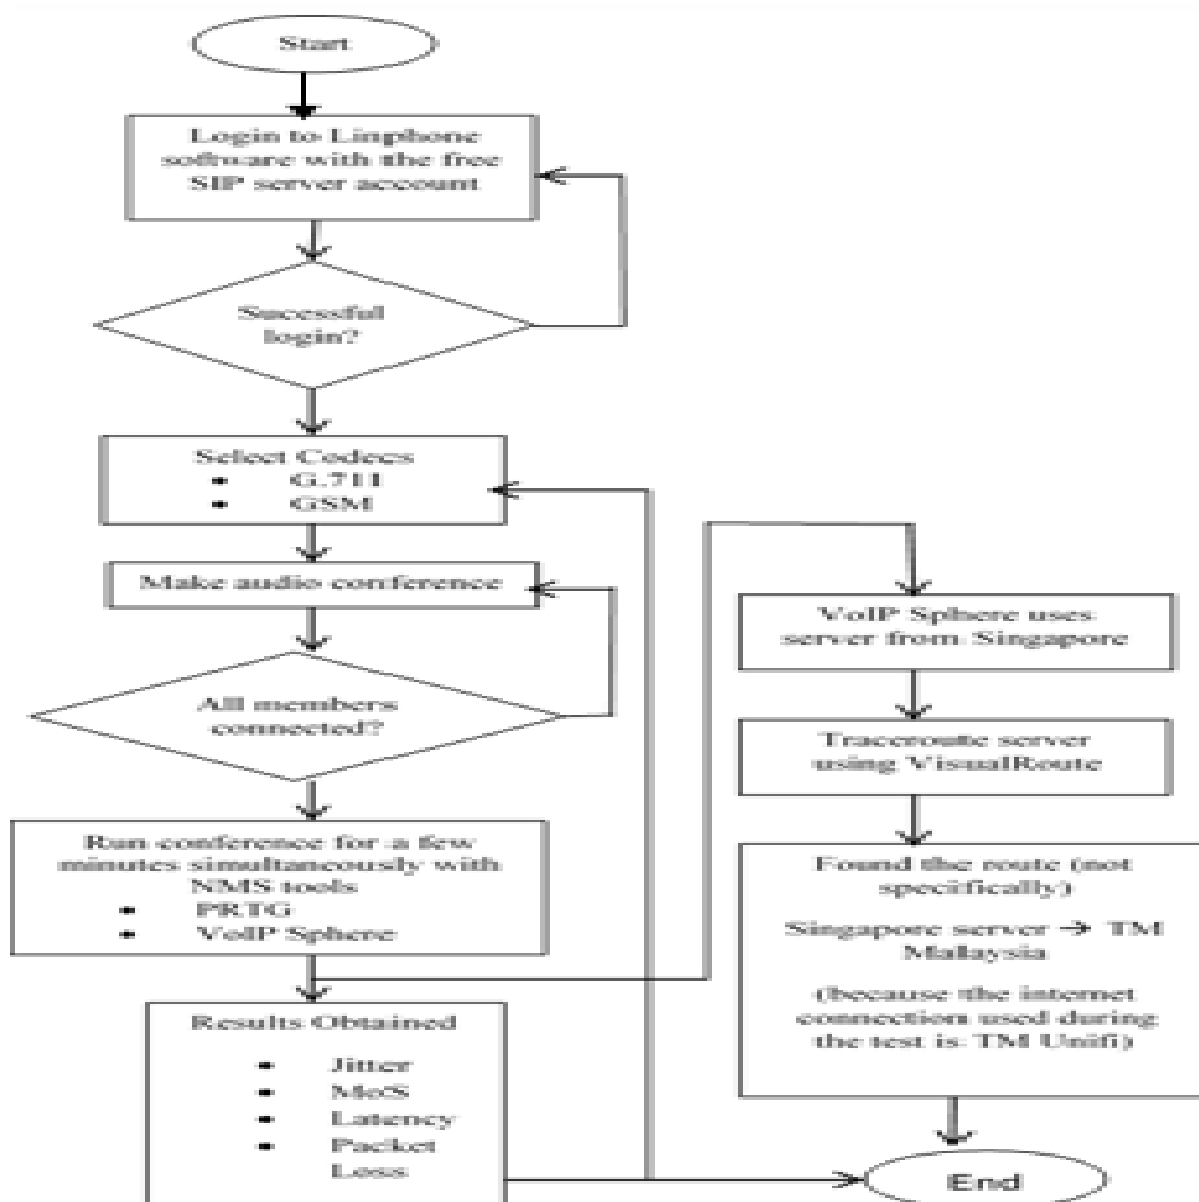 Start
Login to Linphone
software with the free
SIP server account
Sucessful
login?
Select Codecs
• G.711
• GSM
Make audio conference
All members
connected?
Run conference for a few
minutes simultaneously with
NMS tools
• PRTG
• VoIP Sphere
Results Obtained
• Jitter
• MoS
• Latency
• Packet
Loss
VoIP Sphere uses
server from Singapore
Traceroute server
using VisualRoute
Found the route (not
specifically)
Singapore server → TM
Malaysia
(because the internet
connection used during
the test is TM Unifi)
End